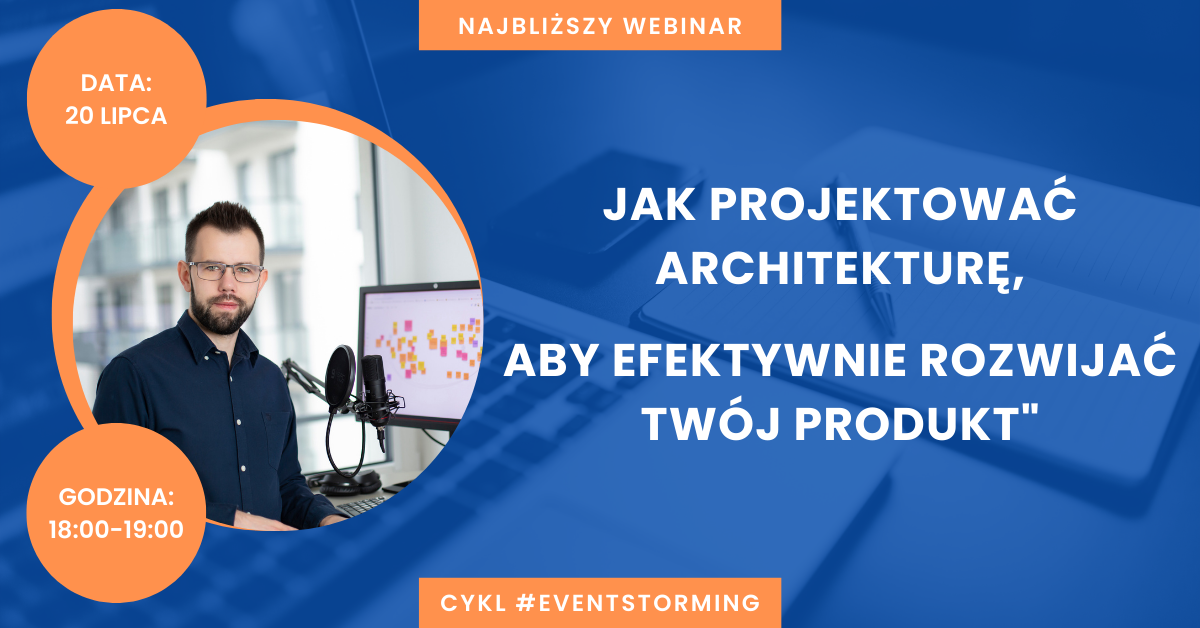 NAJBLIŻSZY WEBINAR
DATA:
20 LIPCA
JAK PROJEKTOWAĆ
ARCHITEKTURĘ,
ABY EFEKTYWNIE ROZWIJAĆ
TWÓJ PRODUKT"
GODZINA:
18:00-19:00
CYKL #EVENTSTORMING